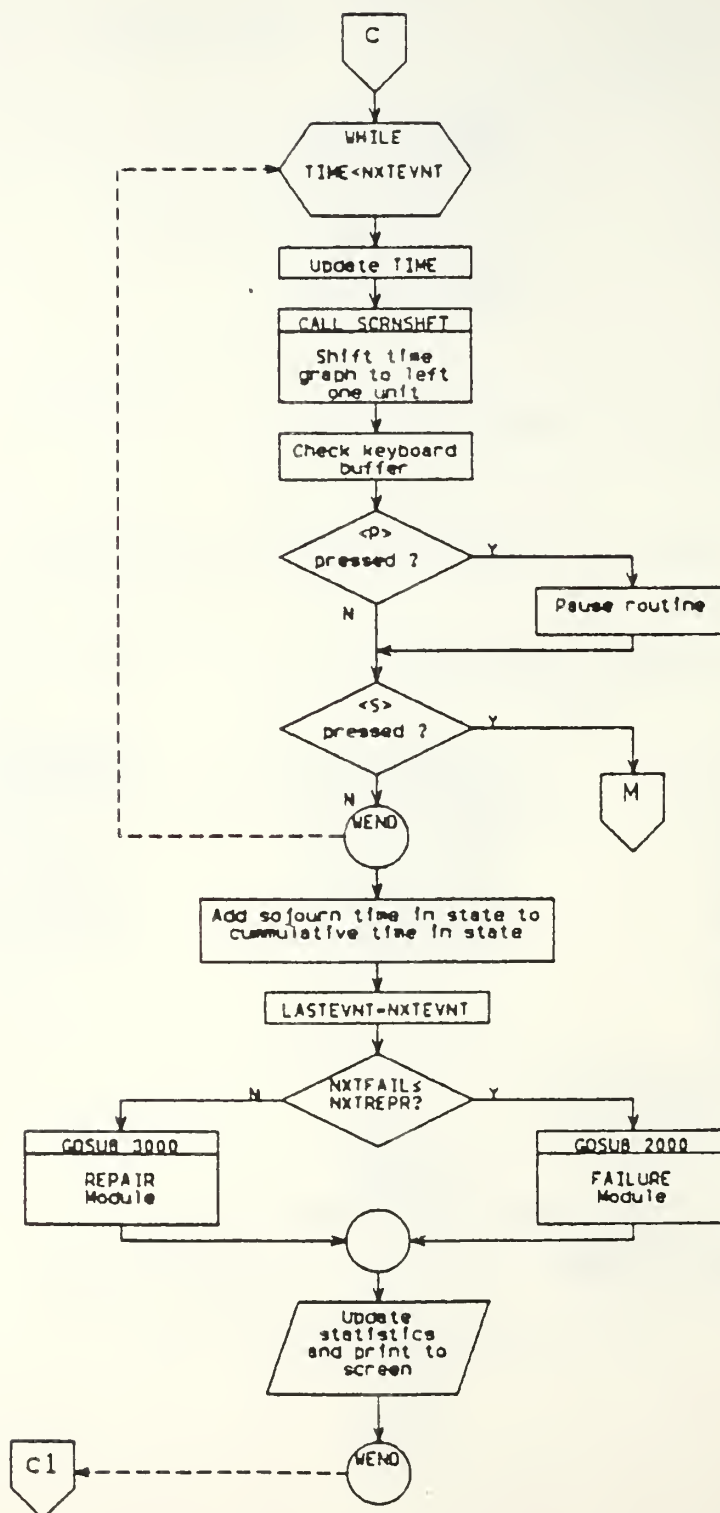 C
WHILE
TIME<NXTEVNT
Update TIME
CALL SCRNSHFT
Shift time
graph to left
one unit
Check keyboard
buffer
<P>
pressed ?
Y
N
Pause routine
<S>
pressed ?
Y
N
M
WEND
Add sojourn time in state to
cummulative time in state
LASTEVNT=NXTEVNT
NXTFAIL≤
NXTREPR?
N
Y
GOSUB 3000
REPAIR
Module
GOSUB 2000
FAILURE
Module
Update
statistics
and print to
screen
WEND
c1